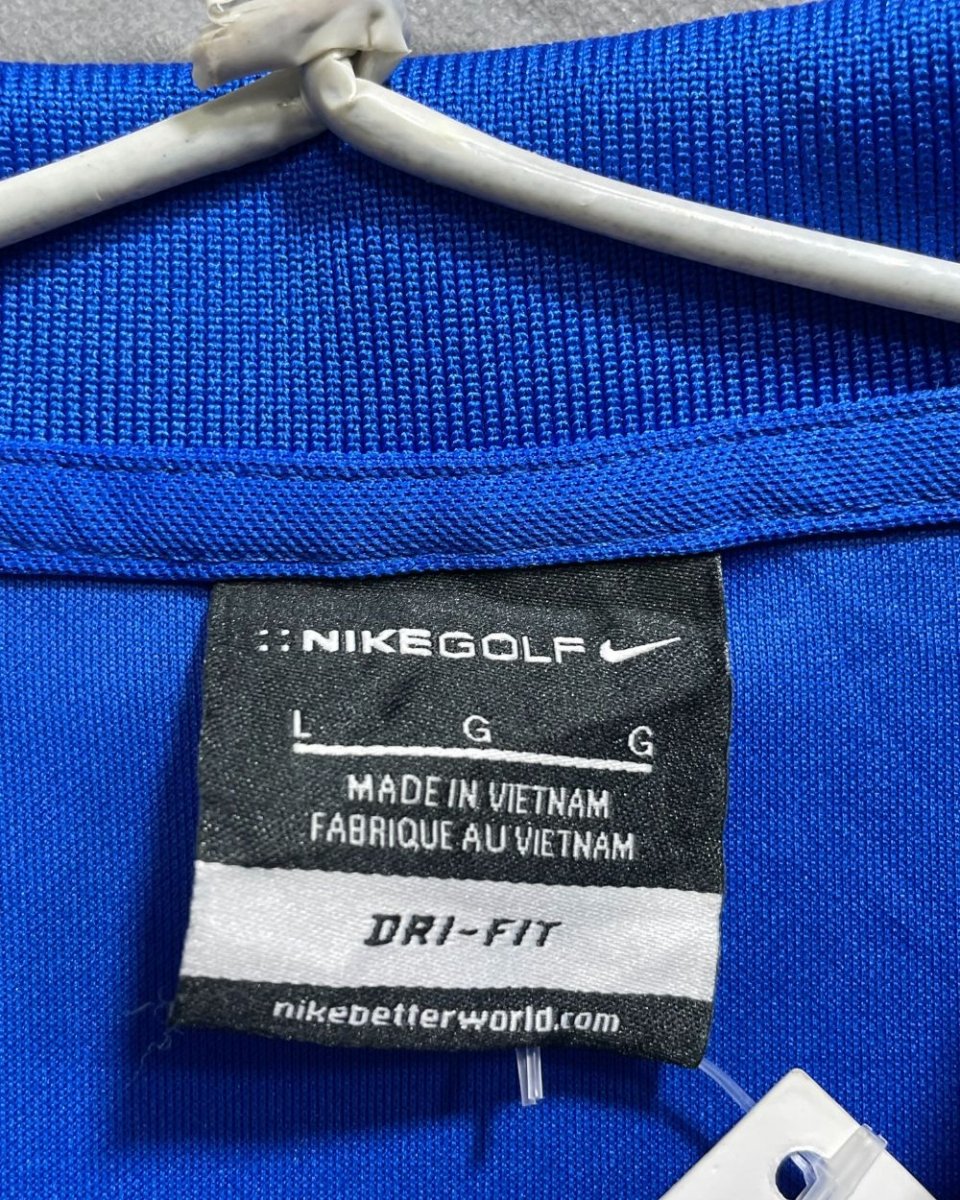 ::NIKEGOLF
L G G
MADE IN VIETNAM
FABRIQUE AU VIETNAM
DRI-FIT
nikebetterworld.com